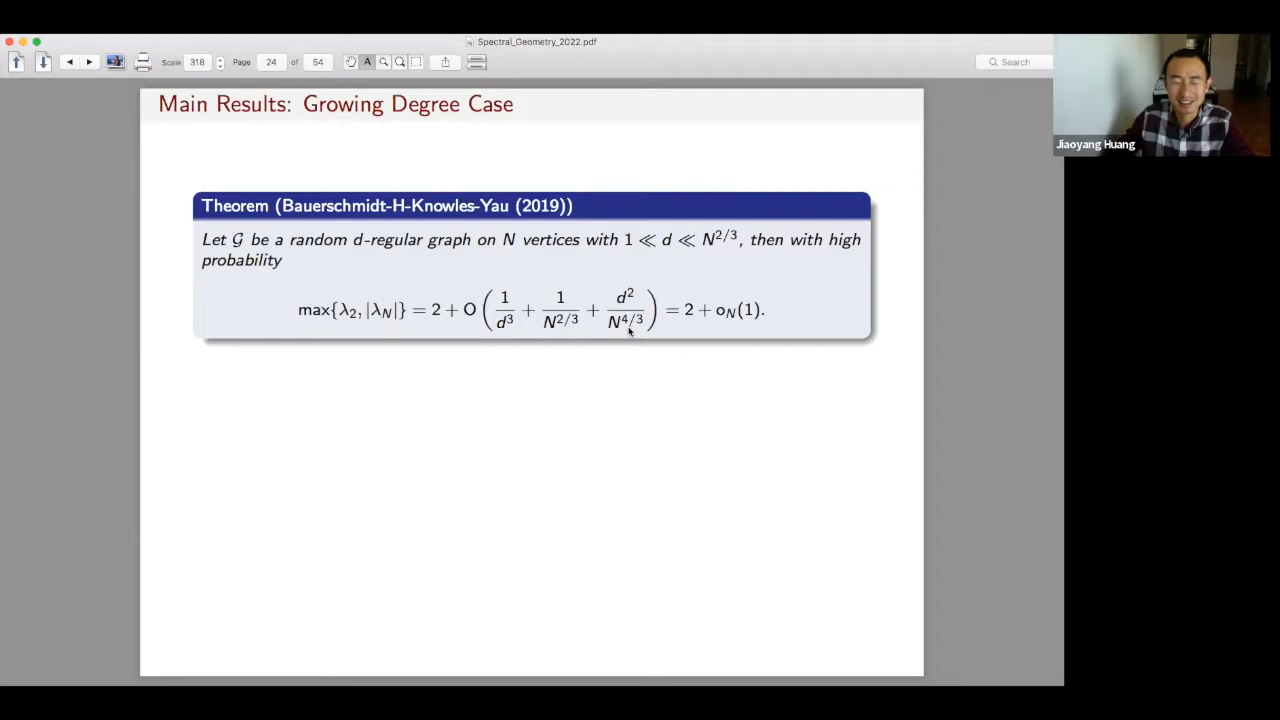 Spectral_Geometry_2022.pdf
Scale 318 Page 24 of 54 A Search
Main Results: Growing Degree Case
Jiaoyang Huang
Theorem (Bauerschmidt-H-Knowles-Yau (2019))
Let 𝒢 be a random d-regular graph on N vertices with 1 ≪ d ≪ N^{2/3}, then with high
probability
max{λ_2, |λ_N|} = 2 + O(1/d^3 + 1/N^{2/3} + d^2/N^{4/3}) = 2 + o_N(1).